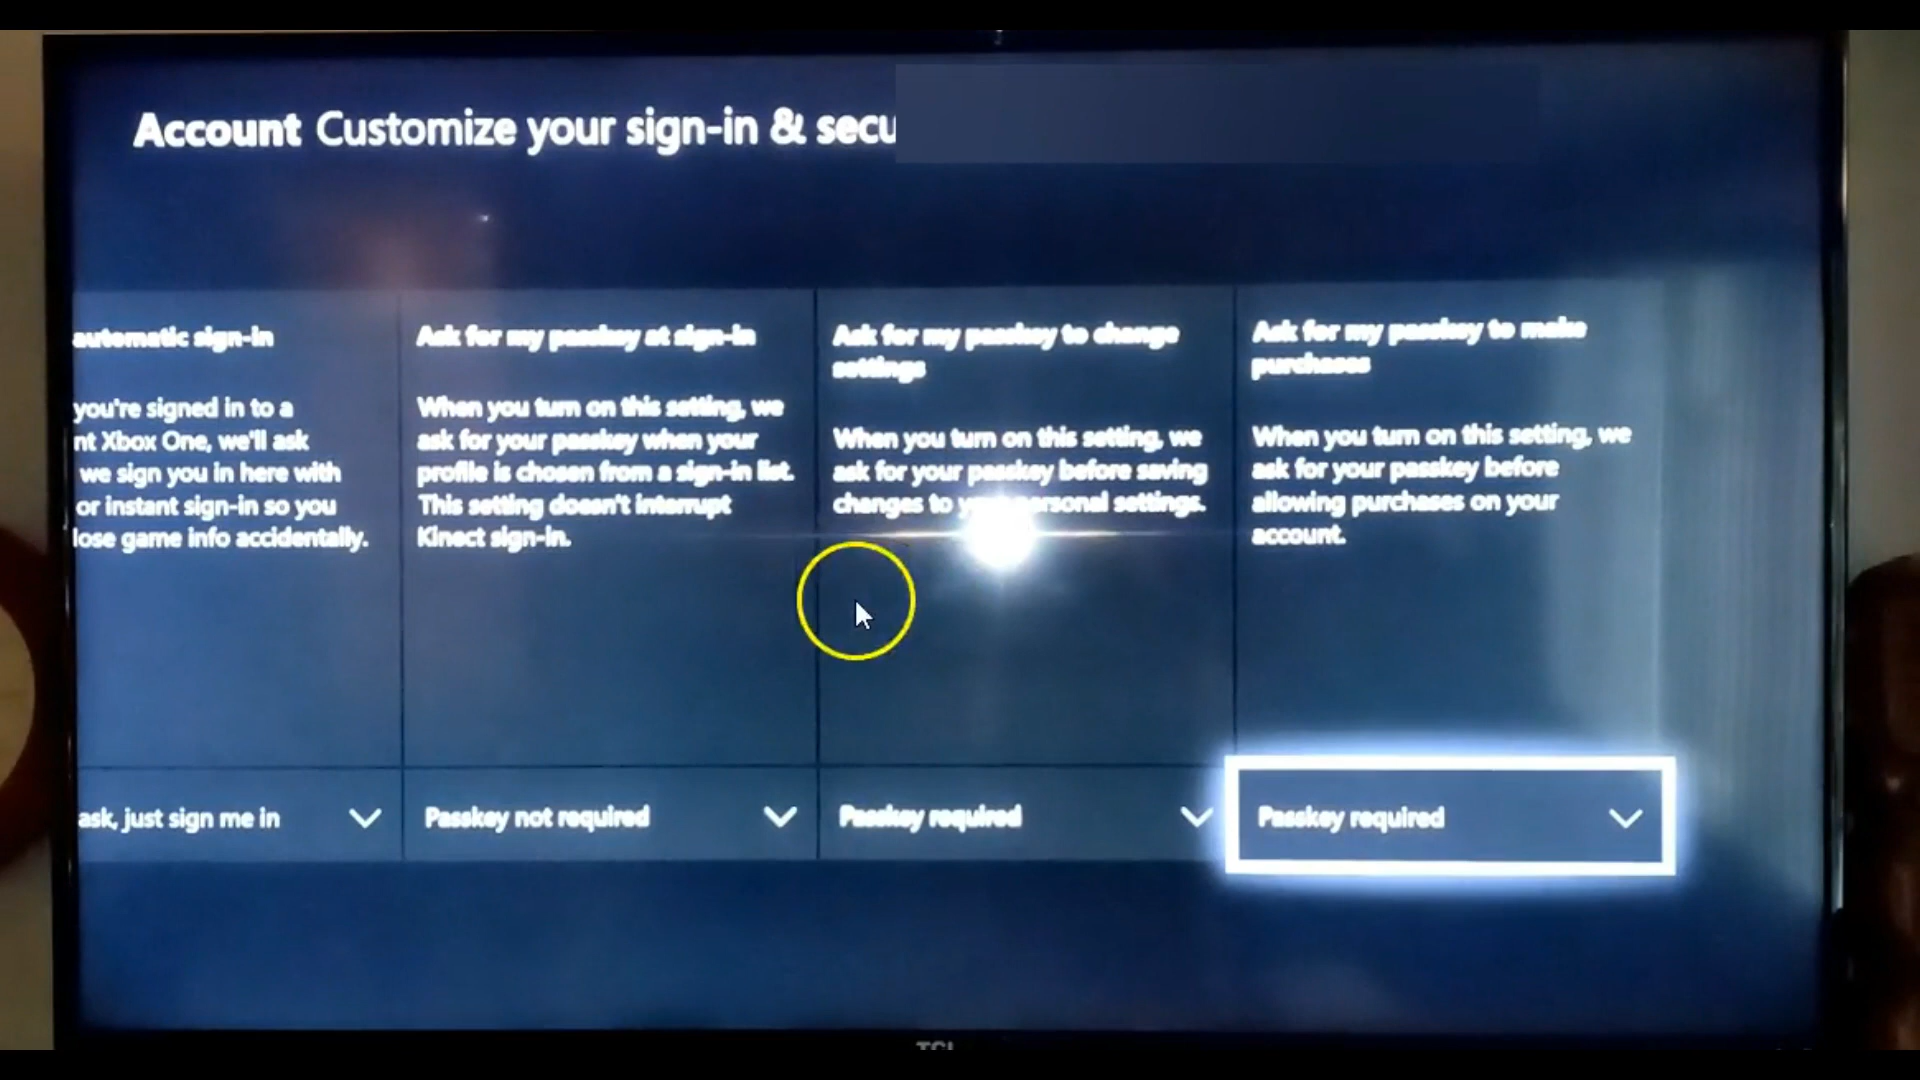 Account Customize your sign-in & secu
automatic sign-in
you're signed in to a
nt Xbox One, we'll ask
we sign you in here with
or instant sign-in so you
lose game info accidentally.
ask, just sign me in
Ask for my passkey at sign-in
When you turn on this setting, we
ask for your passkey when your
profile is chosen from a sign-in list.
This setting doesn't interrupt
Kinect sign-in.
Passkey not required
Ask for my passkey to change
settings
When you turn on this setting, we
ask for your passkey before saving
changes to personal settings.
Passkey required
Ask for my passkey to make
purchases
When you turn on this setting, we
ask for your passkey before
allowing purchases on your
account.
Passkey required
TCL